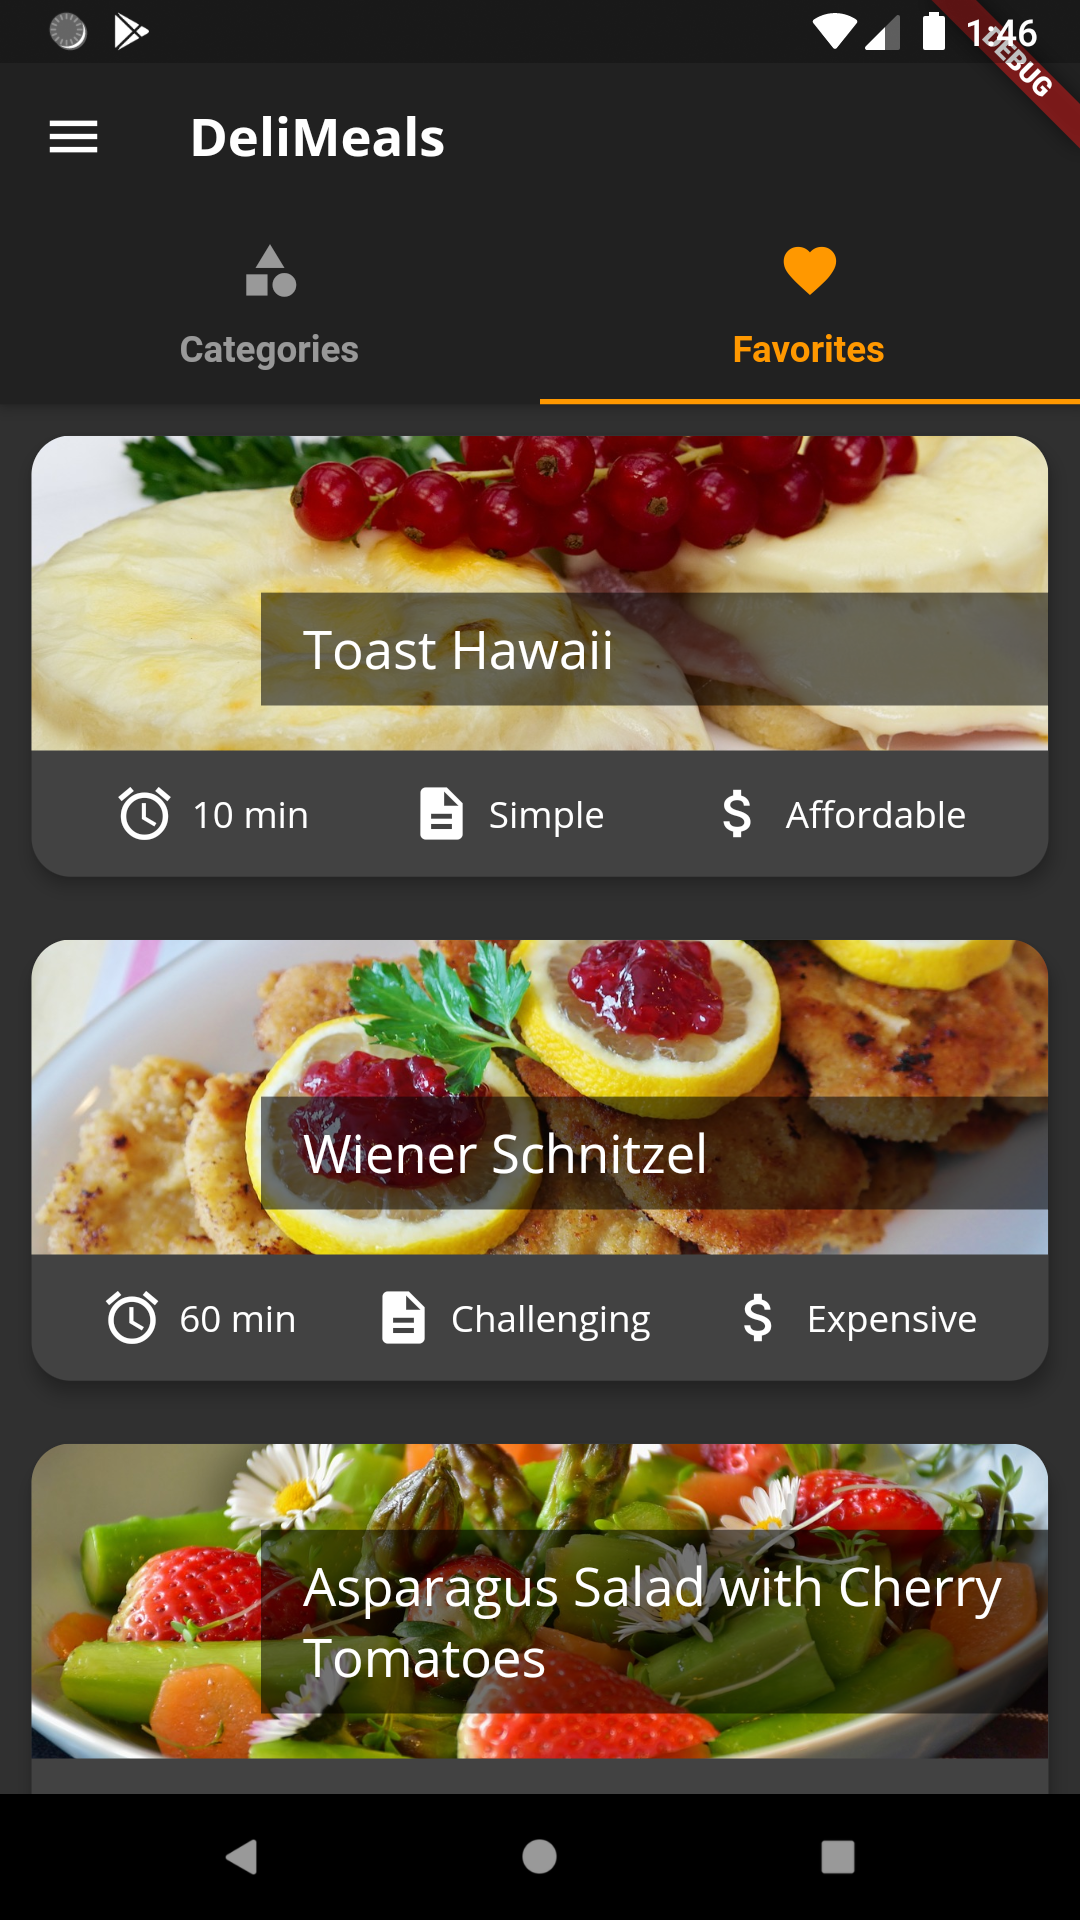 1:46
DEBUG
DeliMeals
Categories
Favorites
Toast Hawaii
10 min
Simple
Affordable
Wiener Schnitzel
60 min
Challenging
Expensive
Asparagus Salad with Cherry
Tomatoes